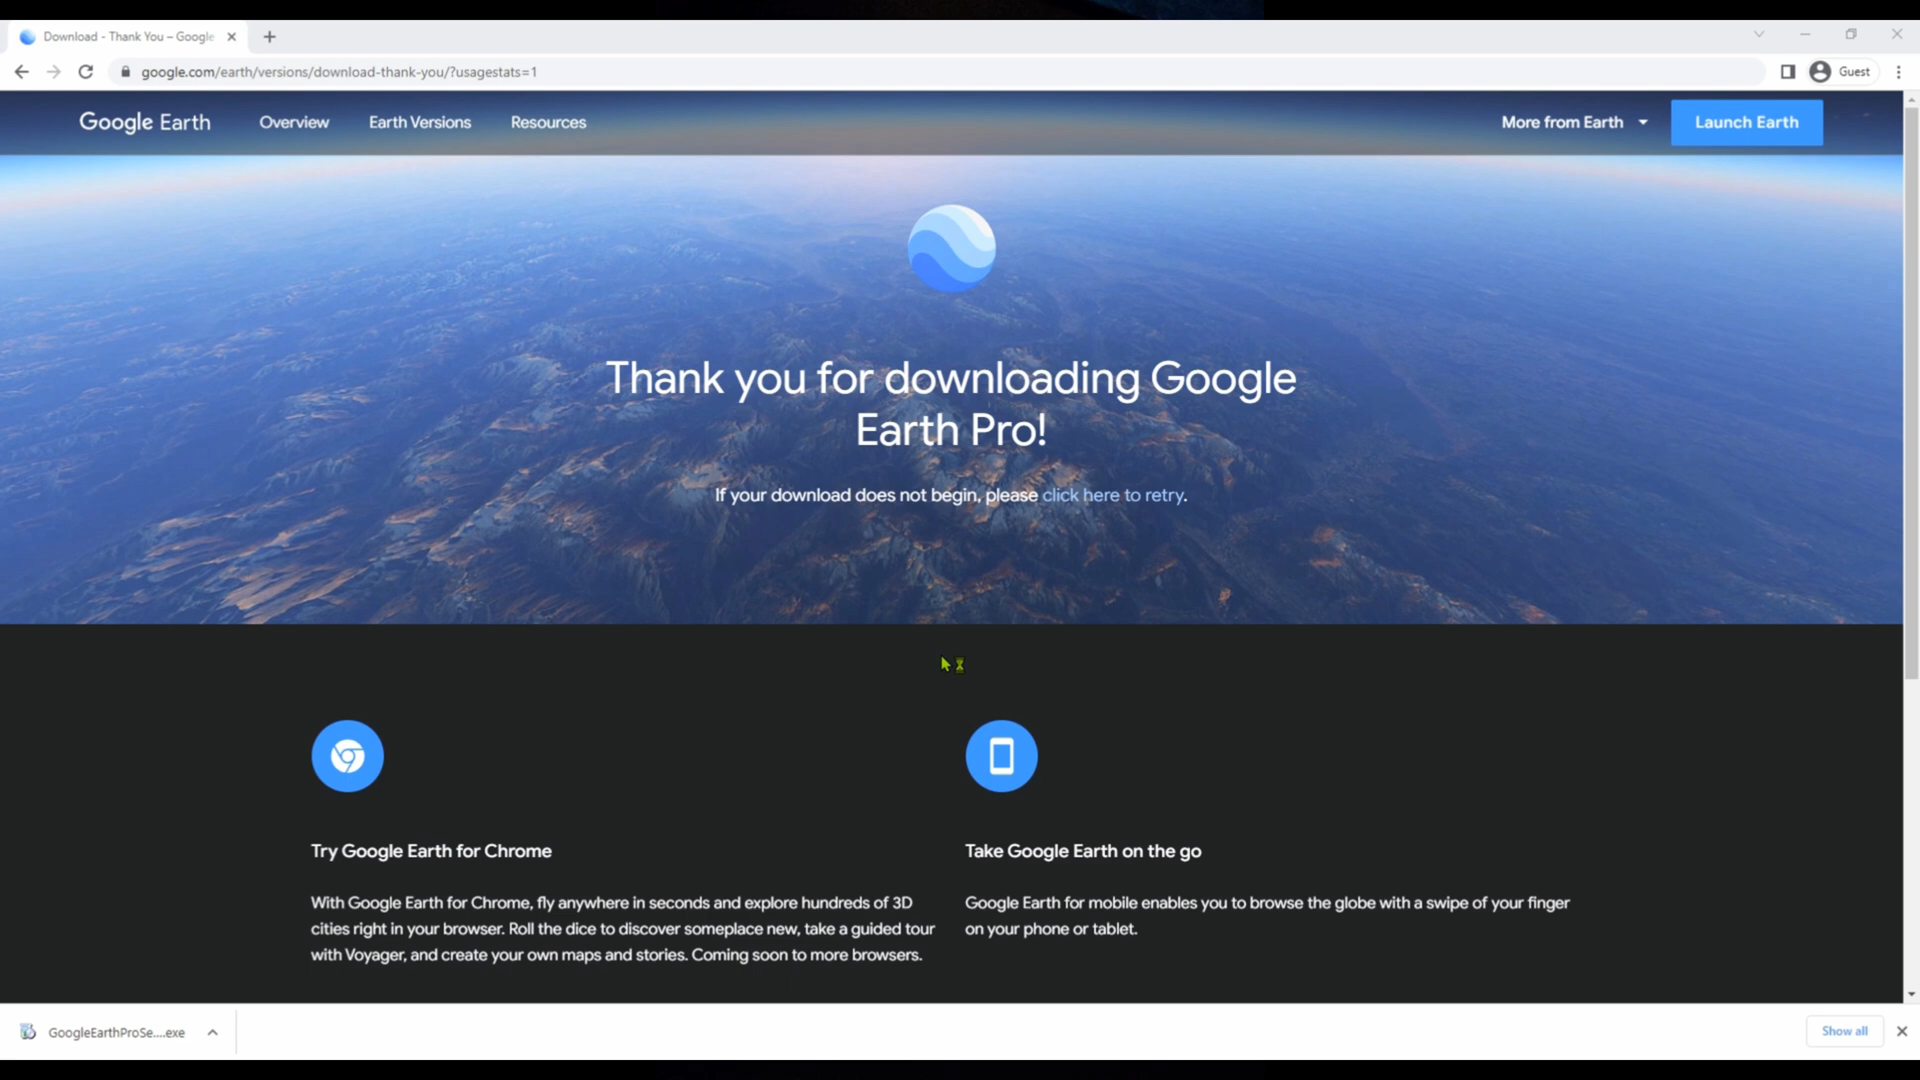 Download - Thank You – Google
google.com/earth/versions/download-thank-you/?usagestats=1
Guest
Google Earth
Overview
Earth Versions
Resources
More from Earth
Launch Earth
Thank you for downloading Google
Earth Pro!
If your download does not begin, please click here to retry.
Try Google Earth for Chrome
With Google Earth for Chrome, fly anywhere in seconds and explore hundreds of 3D
cities right in your browser. Roll the dice to discover someplace new, take a guided tour
with Voyager, and create your own maps and stories. Coming soon to more browsers.
Take Google Earth on the go
Google Earth for mobile enables you to browse the globe with a swipe of your finger
on your phone or tablet.
GoogleEarthProSe....exe
Show all